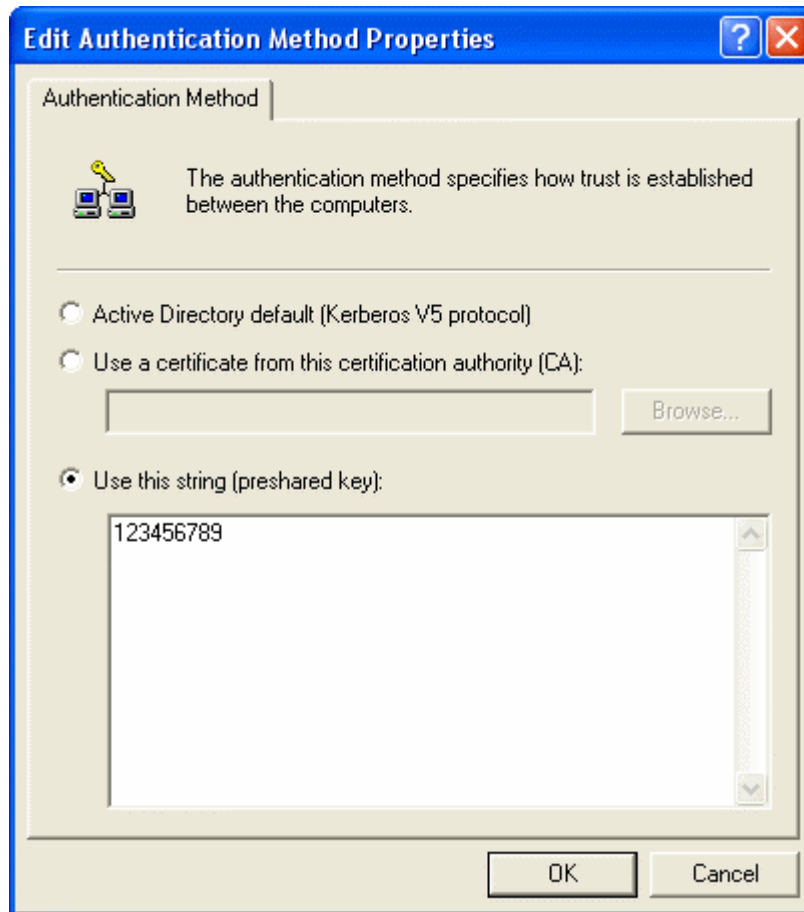 Edit Authentication Method Properties
Authentication Method
The authentication method specifies how trust is established
between the computers.
Active Directory default (Kerberos V5 protocol)
Use a certificate from this certification authority (CA):
Browse...
Use this string (preshared key):
123456789
OK
Cancel